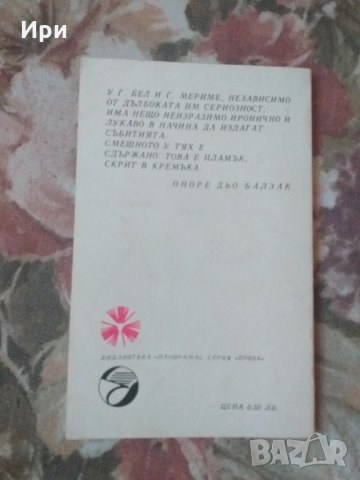 Ири
У Г. БЕЛ И Г. МЕРИМЕ, НЕЗАВИСИМО
ОТ ДЪЛБОКАТА ИМ СЕРИОЗНОСТ,
ИМА НЕЩО НЕИЗРАЗИМО ИРОНИЧНО И
ЛУКАВО В НАЧИНА ДА ИЗЛАГАТ
СЪБИТИЯТА.
СМЕШНОТО У ТЯХ Е
СДЪРЖАНО. ТОВА Е ПЛАМЪК,
СКРИТ В КРЕМЪКА.
ОНОРЕ ДЬО БАЛЗАК
БИБЛИОТЕКА «ПАНОРАМА», СЕРИЯ «ПРОЗА»
ЦЕНА 0,50 ЛВ.
BAZAR
.bg